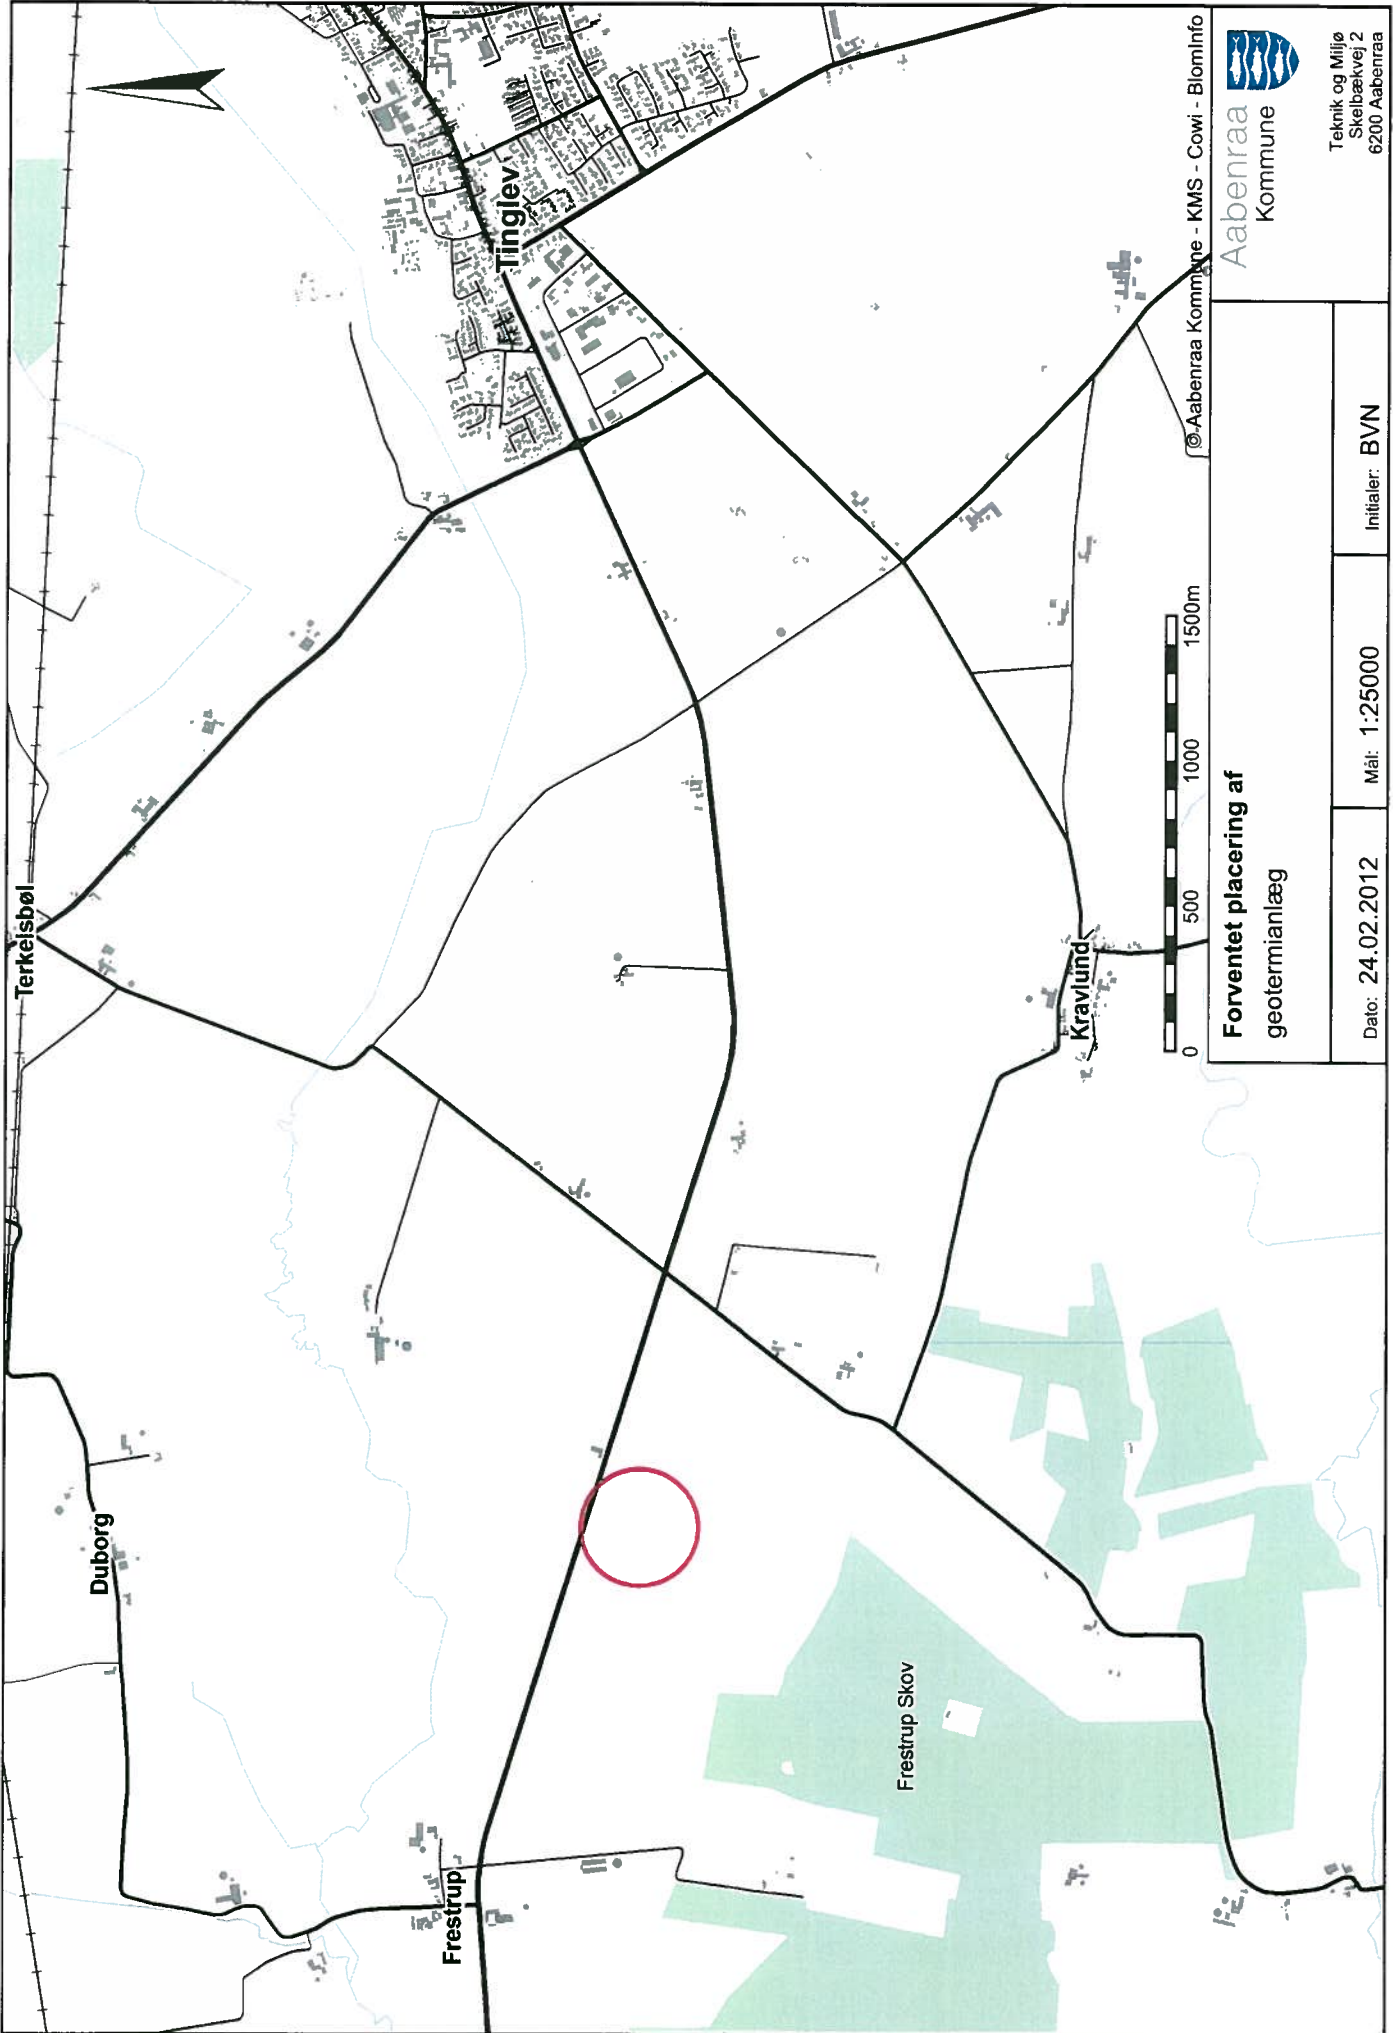 Terkelsbøl
Tinglev
Duborg
Frestrup
Kravlund
Frestrup Skov
0 500 1000 1500m
© Aabenraa Kommune - KMS - Cowi - BlomInfo
Forventet placering af
geotermianlæg
Aabenraa
Kommune
Teknik og Miljø
Skelbækvej 2
6200 Aabenraa
Dato: 24.02.2012
Mål: 1:25000
Initialer: BVN